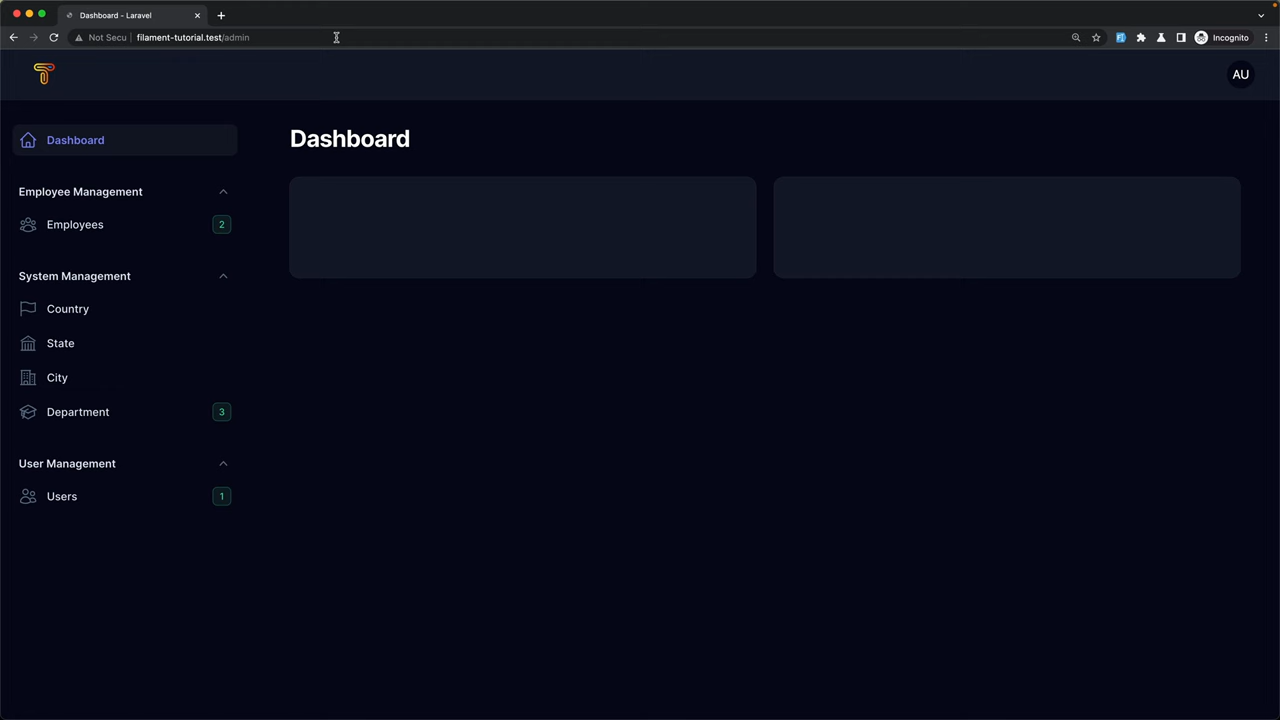 Dashboard - Laravel
Not Secu
filament-tutorial.test/admin
Incognito
AU
Dashboard
Employee Management
Employees 2
System Management
Country
State
City
Department 3
User Management
Users 1
Dashboard